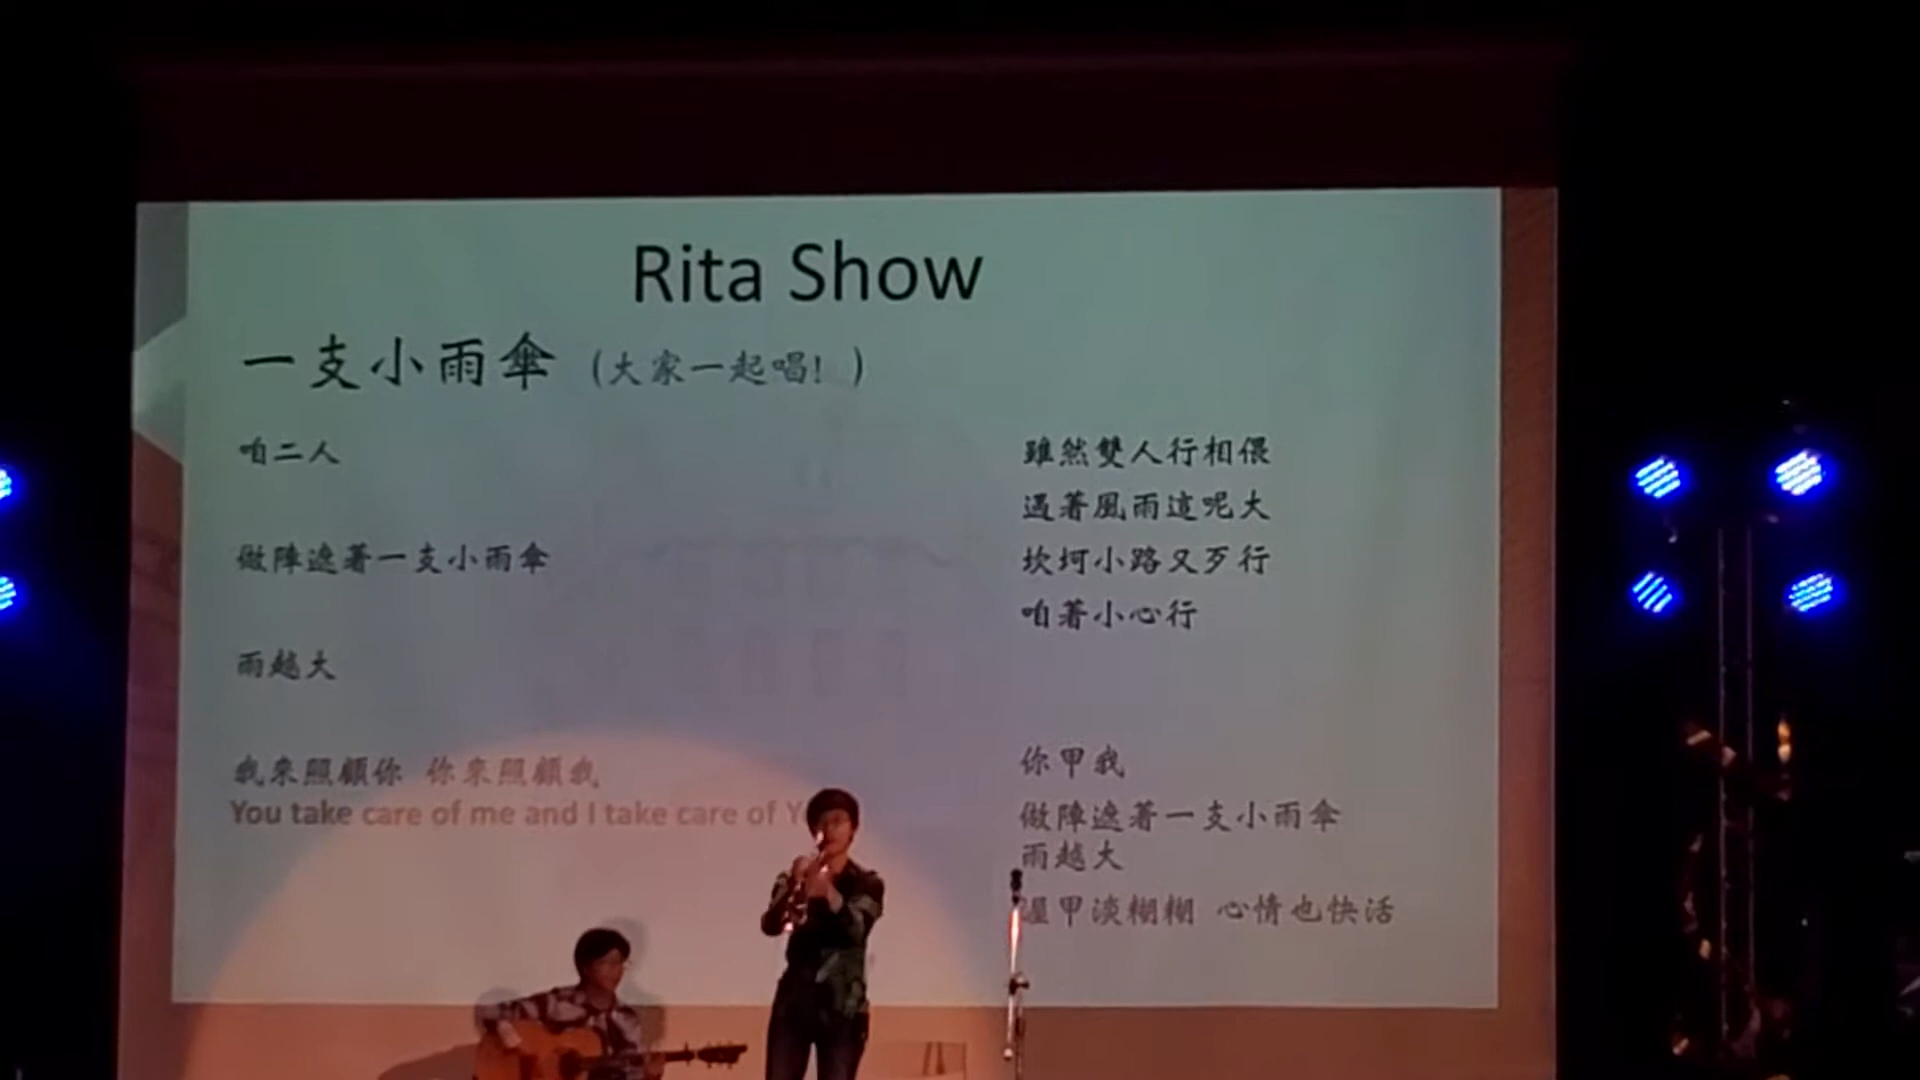 Rita Show
一支小雨傘 (大家一起唱! )
咱二人
做陣遮著一支小雨傘
雨越大
我來照顧你 你來照顧我
You take care of me and I take care of
雖然雙人行相偎
遇著風雨這呢大
坎坷小路又歹行
咱著小心行
你甲我
做陣遮著一支小雨傘
雨越大
渥甲淡糊糊 心情也快活